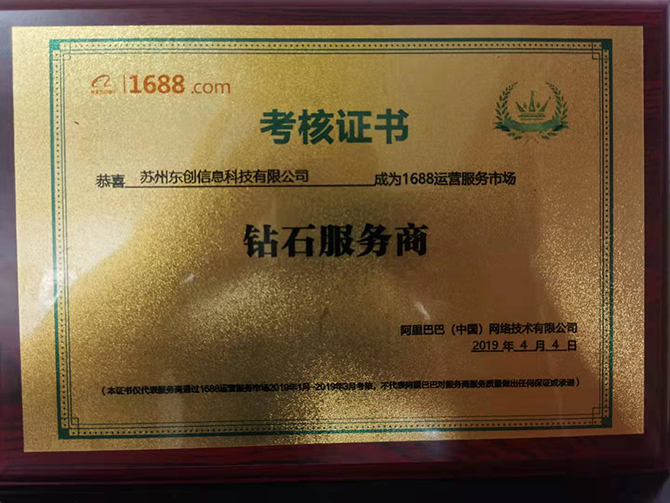 1688.com
考核证书
恭喜 苏州东创信息科技有限公司 成为1688运营服务市场
钻石服务商
阿里巴巴（中国）网络技术有限公司
2019 年 4 月 4 日
（本证书仅代表服务商通过1688运营服务市场2019年1月-2019年3月考核，不代表阿里巴巴对服务商服务质量做出任何保证或承诺）